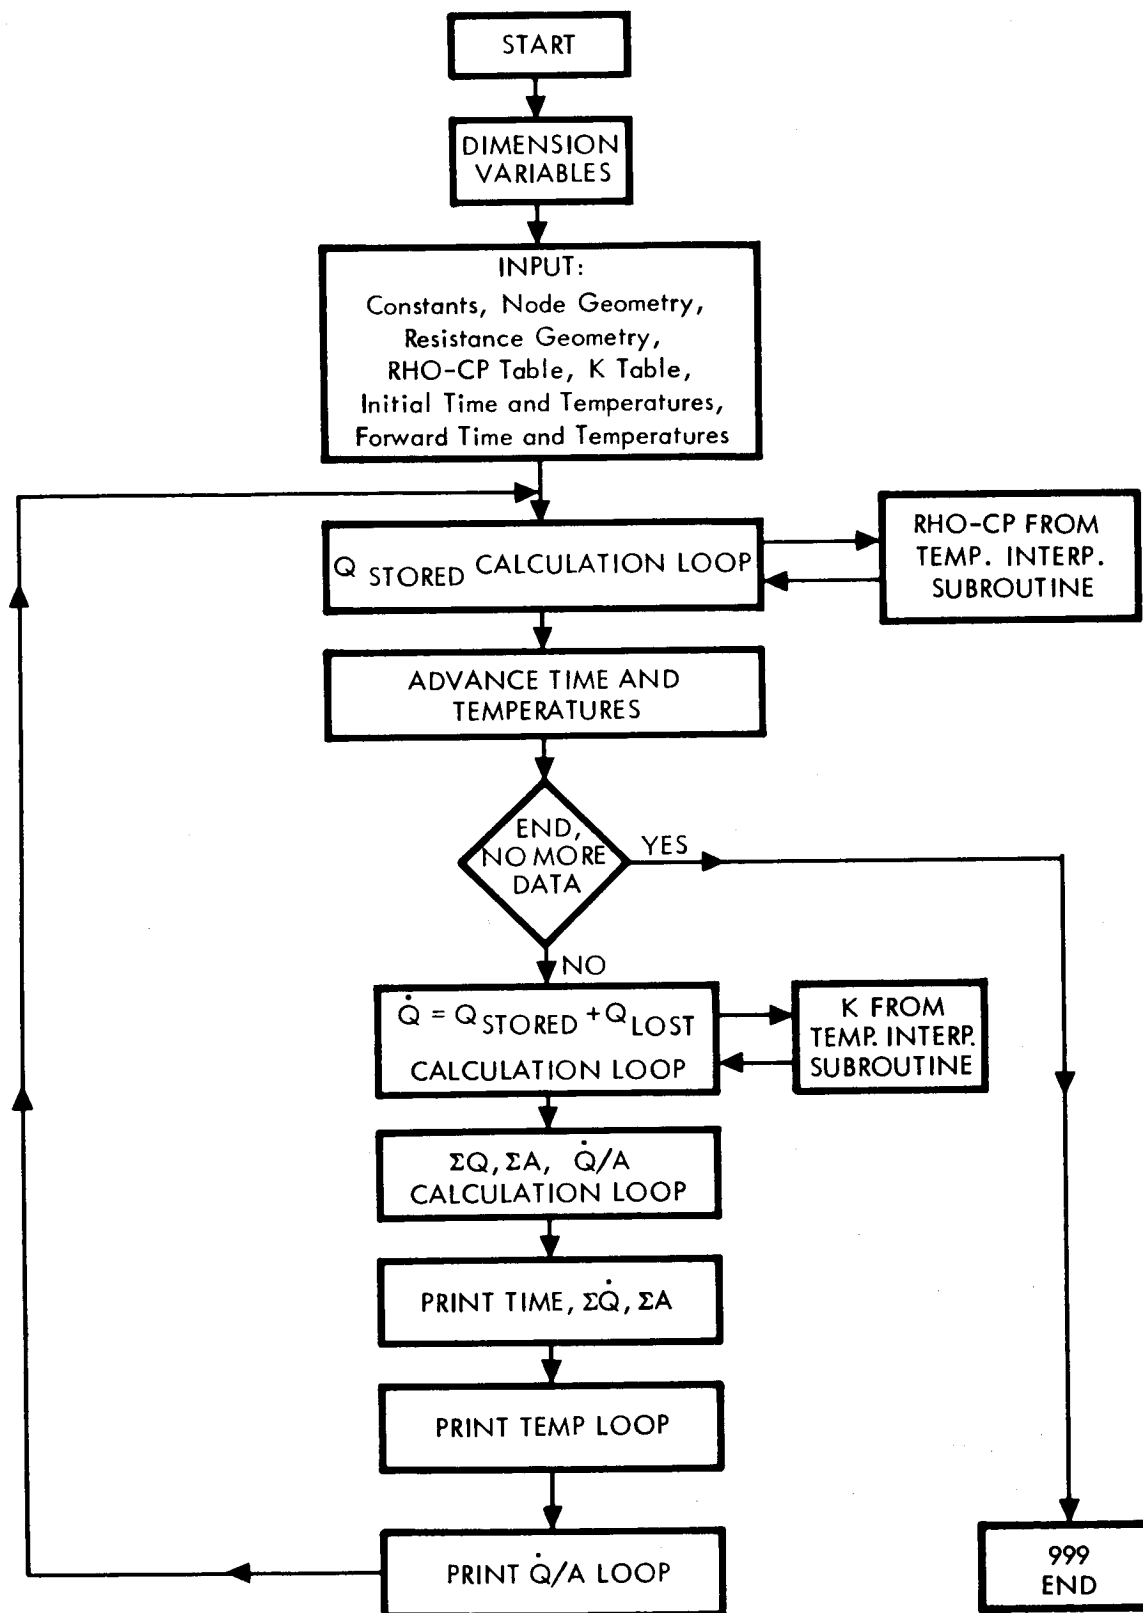 START
DIMENSION
VARIABLES
INPUT:
Constants, Node Geometry,
Resistance Geometry,
RHO-CP Table, K Table,
Initial Time and Temperatures,
Forward Time and Temperatures
Q STORED CALCULATION LOOP
RHO-CP FROM
TEMP. INTERP.
SUBROUTINE
ADVANCE TIME AND
TEMPERATURES
END,
NO MORE
DATA
YES
NO
Q̇ = Q STORED + Q LOST
CALCULATION LOOP
K FROM
TEMP. INTERP.
SUBROUTINE
ΣQ, ΣA, Q̇/A
CALCULATION LOOP
PRINT TIME, ΣQ̇, ΣA
PRINT TEMP LOOP
PRINT Q̇/A LOOP
999
END